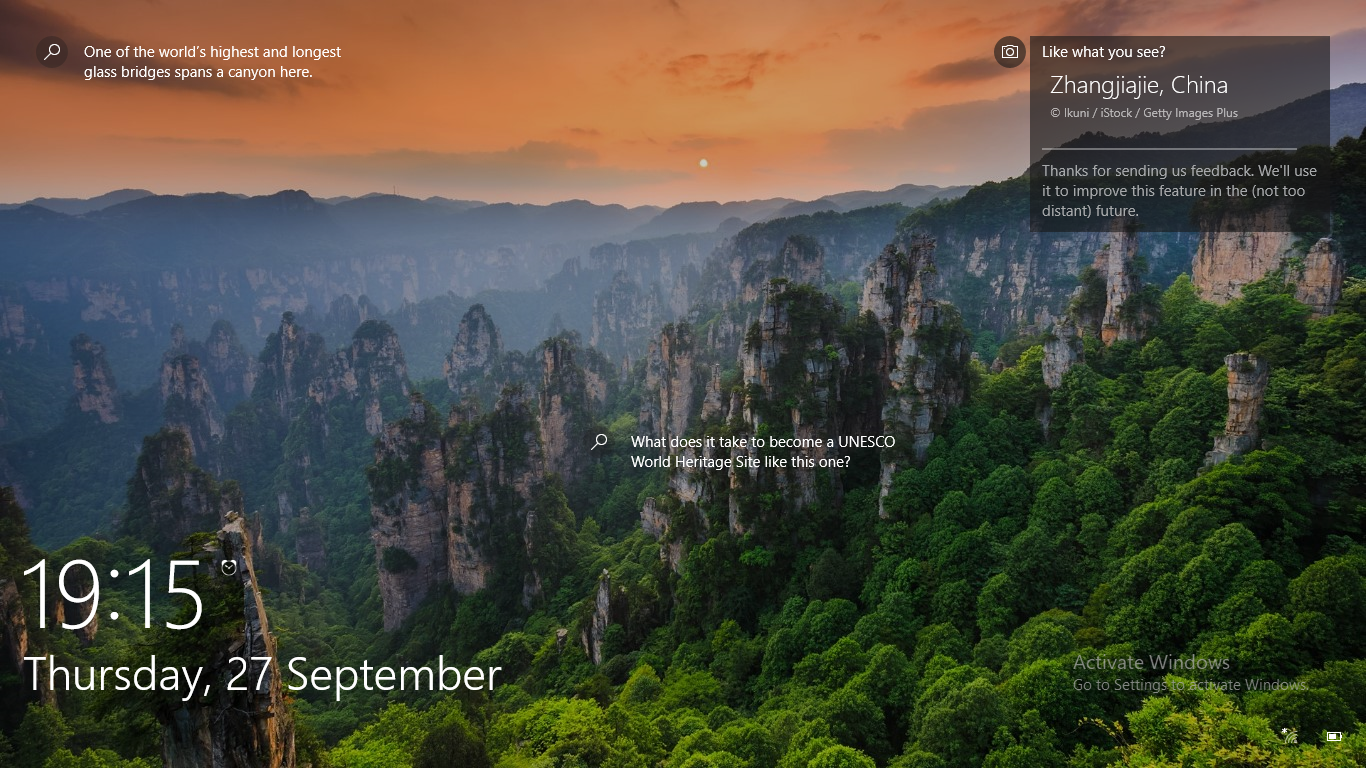 One of the world's highest and longest
glass bridges spans a canyon here.
Like what you see?
Zhangjiajie, China
© Ikuni / iStock / Getty Images Plus
Thanks for sending us feedback. We'll use
it to improve this feature in the (not too
distant) future.
What does it take to become a UNESCO
World Heritage Site like this one?
19:15
Thursday, 27 September
Activate Windows
Go to Settings to Activate Windows.